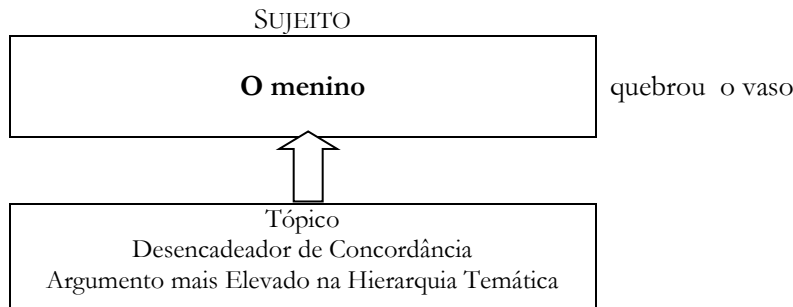 SUJEITO
O menino quebrou o vaso
Tópico
Desencadeador de Concordância
Argumento mais Elevado na Hierarquia Temática